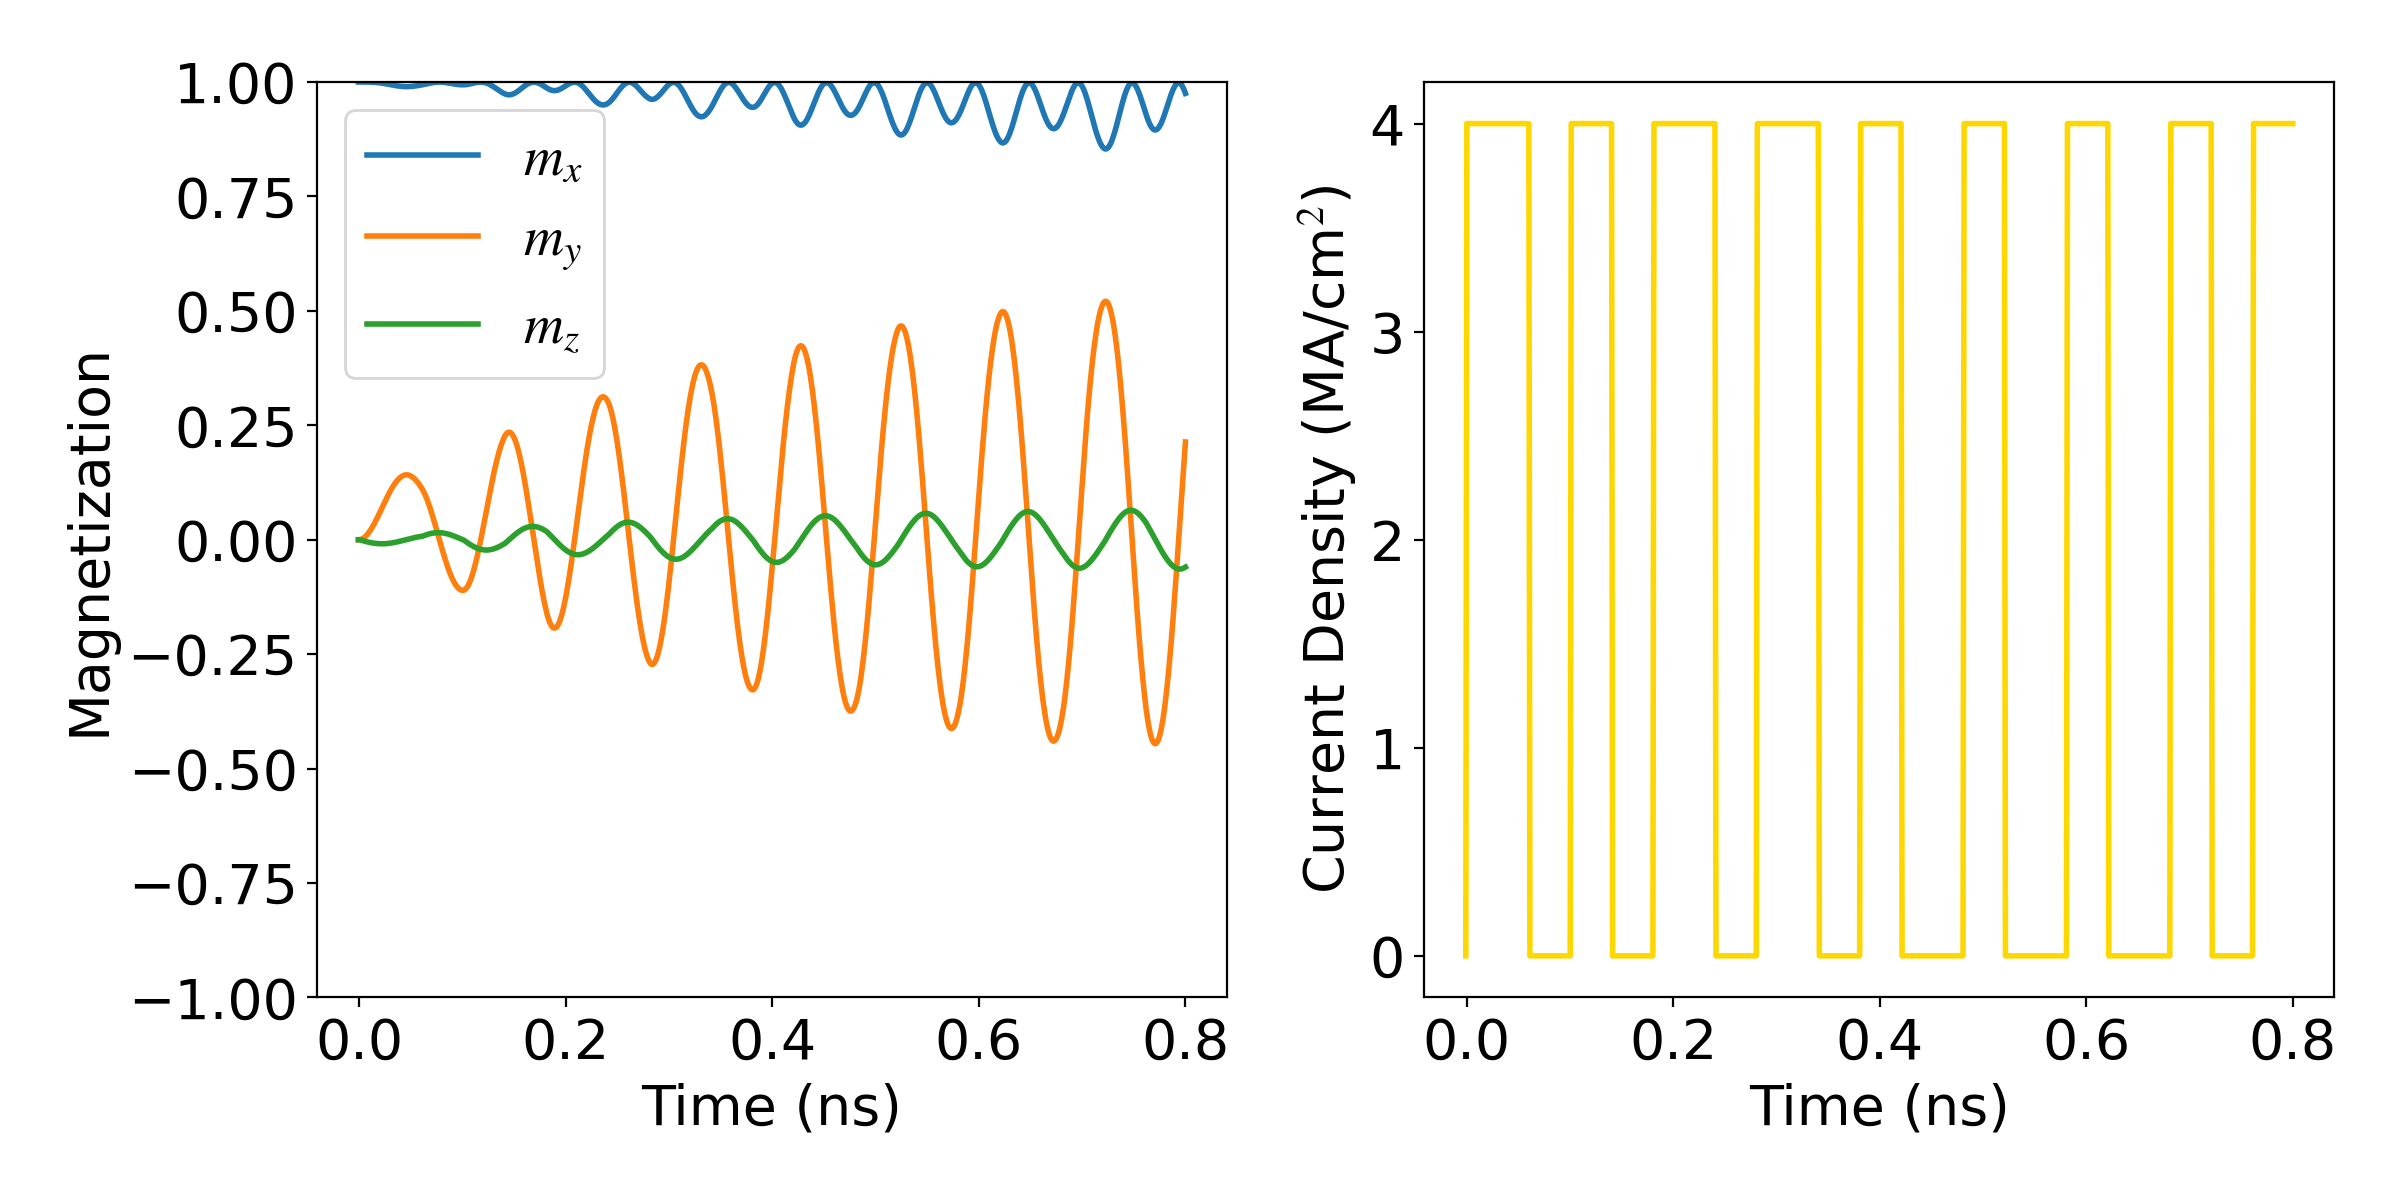 1.00
0.75
0.50
0.25
0.00
−0.25
−0.50
−0.75
−1.00
Magnetization
m_x
m_y
m_z
0.0 0.2 0.4 0.6 0.8
Time (ns)
4
3
2
1
0
Current Density (MA/cm²)
0.0 0.2 0.4 0.6 0.8
Time (ns)